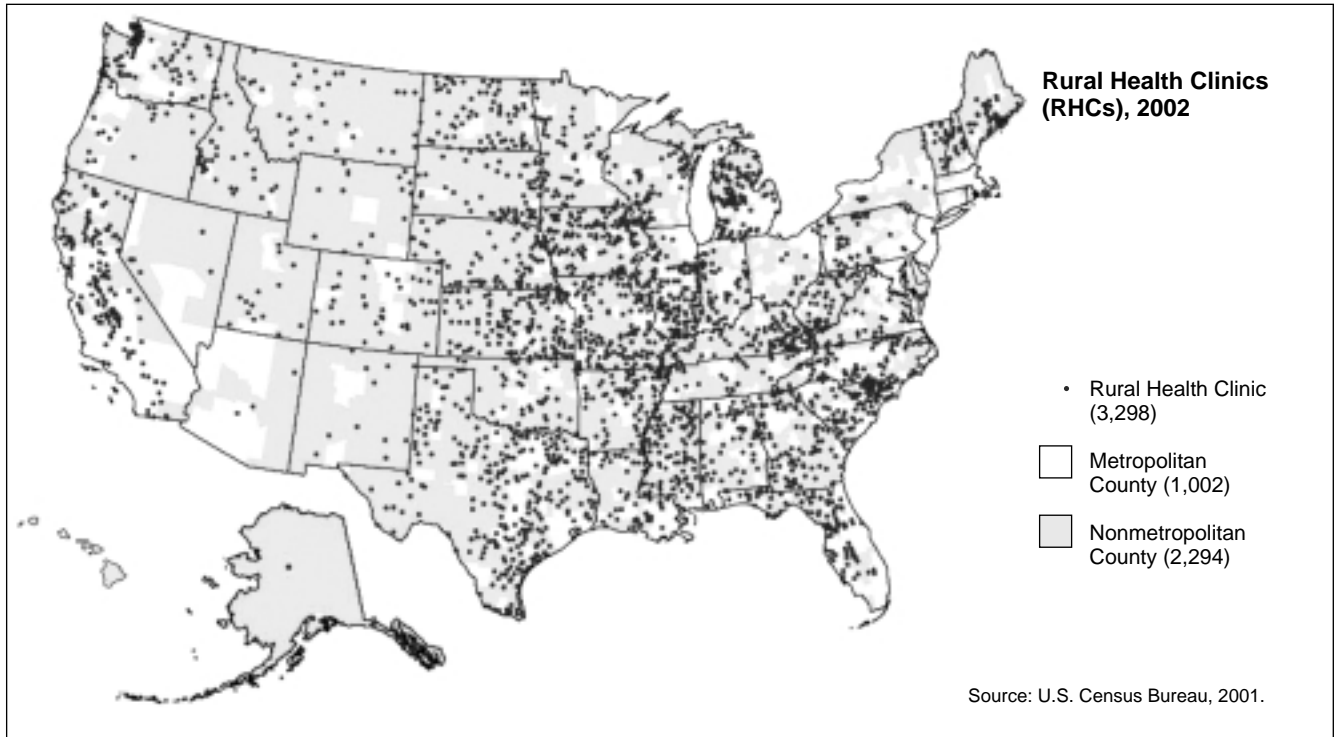 Rural Health Clinics
(RHCs), 2002
Rural Health Clinic
(3,298)
Metropolitan
County (1,002)
Nonmetropolitan
County (2,294)
Source: U.S. Census Bureau, 2001.